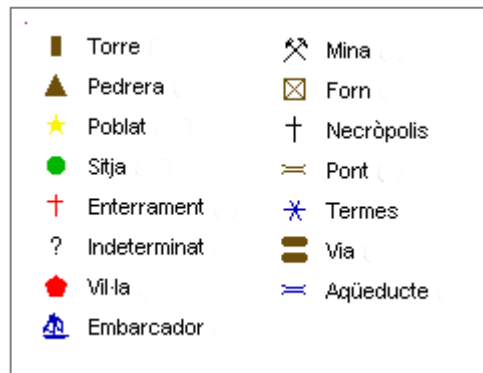 Torre
Pedrera
Poblat
Sitja
Enterrament
? Indeterminat
Vil·la
Embarcador
Mina
Forn
Necròpolis
Pont
Termes
Via
Aqüeducte